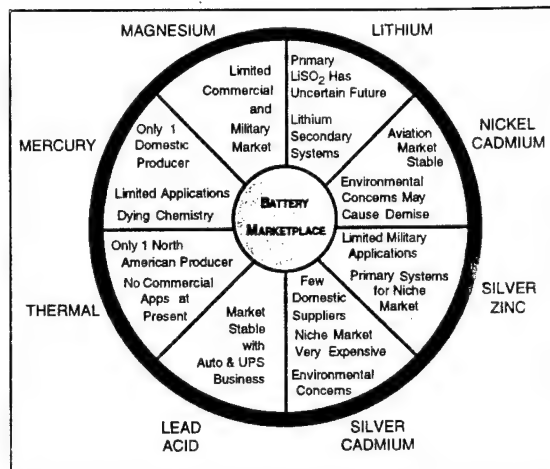 MAGNESIUM
Limited
Commercial
and
Military
Market
LITHIUM
Primary
LiSO2 Has
Uncertain Future
Lithium
Secondary
Systems
NICKEL
CADMIUM
Aviation
Market
Stable
Environmental
Concerns May
Cause Demise
SILVER
ZINC
Limited Military
Applications
Primary Systems
for Niche
Market
SILVER
CADMIUM
Few
Domestic
Suppliers
Niche Market
Very Expensive
Environmental
Concerns
LEAD
ACID
Market
Stable
with
Auto & UPS
Business
THERMAL
Only 1 North
American Producer
No Commercial
Apps at
Present
MERCURY
Only 1
Domestic
Producer
Limited Applications
Dying Chemistry
BATTERY
MARKETPLACE